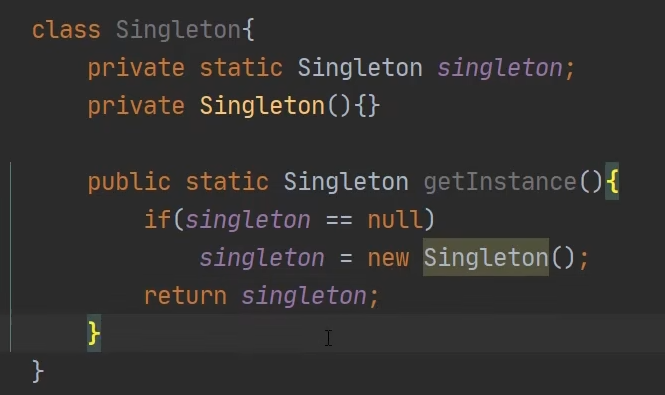 class Singleton{
    private static Singleton singleton;
    private Singleton(){}

    public static Singleton getInstance(){
        if(singleton == null)
            singleton = new Singleton();
        return singleton;
    }
}